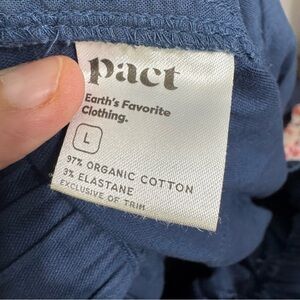 pact
Earth's Favorite
Clothing.
L
97% ORGANIC COTTON
3% ELASTANE
EXCLUSIVE OF TRIM